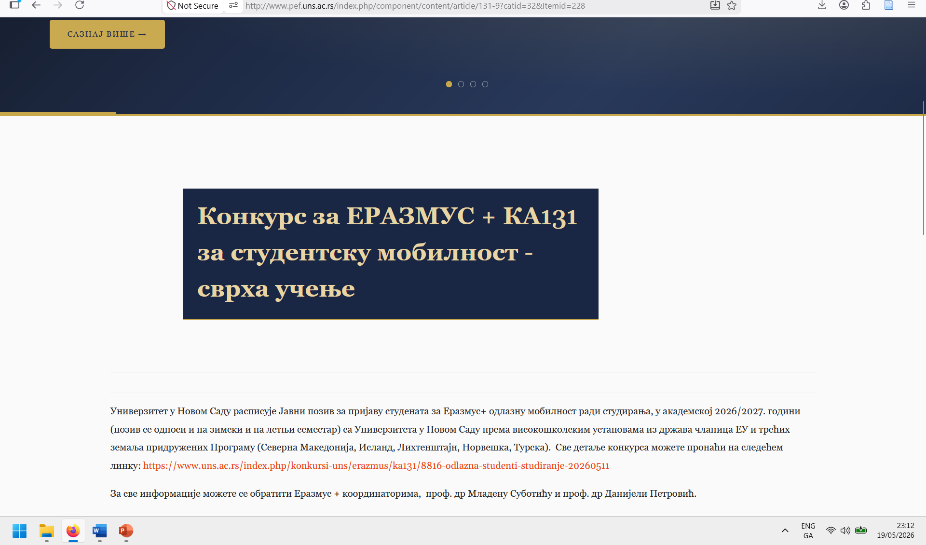 Not Secure
http://www.pef.uns.ac.rs/index.php/component/content/article/131-9?catid=32&Itemid=228
САЗНАЈ ВИШЕ →
Конкурс за ЕРАЗМУС + КА131
за студентску мобилност -
сврха учење
Универзитет у Новом Саду расписује Јавни позив за пријаву студената за Еразмус+ одлазну мобилност ради студирања, у академској 2026/2027. години
(позив се односи и на зимски и на летњи семестар) са Универзитета у Новом Саду према високошколским установама из држава чланица ЕУ и трећих
земаља придружених Програму (Северна Македонија, Исланд, Лихтенштајн, Норвешка, Турска). Све детаље конкурса можете пронаћи на следећем
линку: https://www.uns.ac.rs/index.php/konkursi-uns/erazmus/ka131/8816-odlazna-studenti-studiranje-20260511
За све информације можете се обратити Еразмус + координаторима, проф. др Младену Суботићу и проф. др Данијели Петровић.
ENG
GA
23:12
19/05/2026